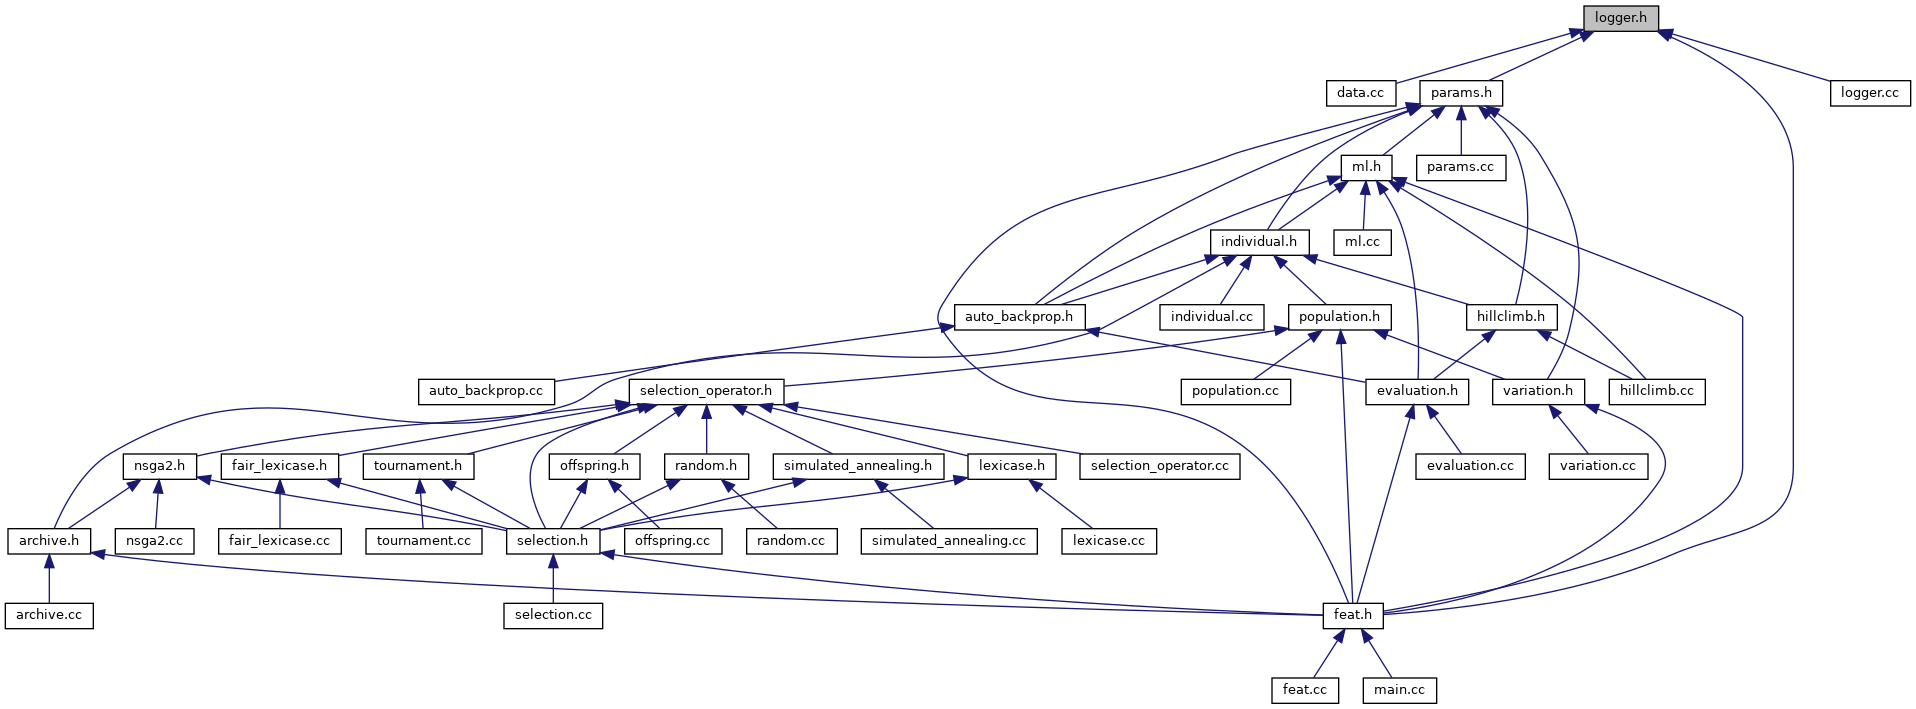 logger.h
data.cc
params.h
logger.cc
ml.h
params.cc
individual.h
ml.cc
auto_backprop.h
individual.cc
population.h
hillclimb.h
auto_backprop.cc
selection_operator.h
population.cc
evaluation.h
variation.h
hillclimb.cc
nsga2.h
fair_lexicase.h
tournament.h
offspring.h
random.h
simulated_annealing.h
lexicase.h
selection_operator.cc
evaluation.cc
variation.cc
archive.h
nsga2.cc
fair_lexicase.cc
tournament.cc
selection.h
offspring.cc
random.cc
simulated_annealing.cc
lexicase.cc
archive.cc
selection.cc
feat.h
feat.cc
main.cc